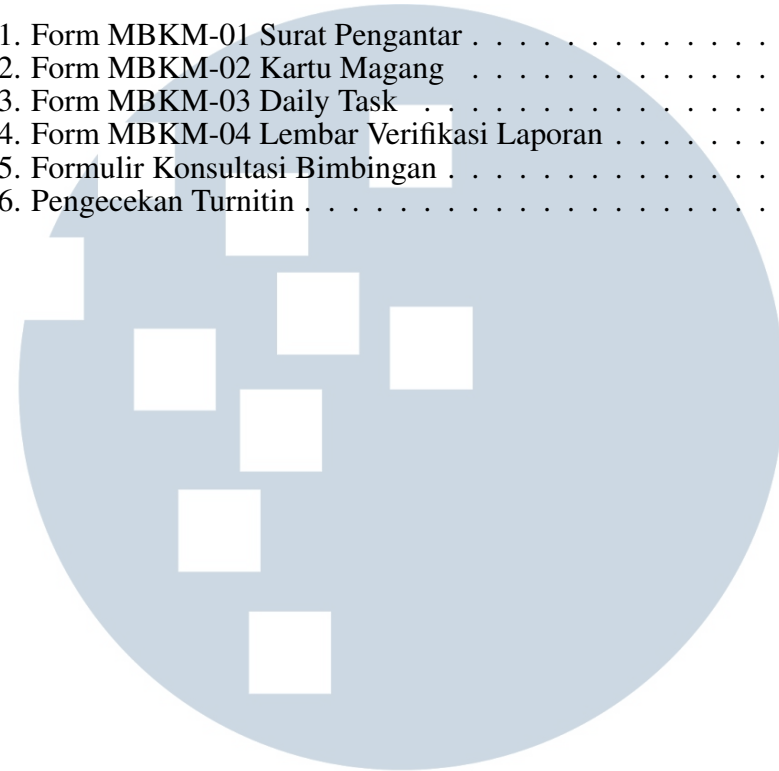 1. Form MBKM-01 Surat Pengantar . . . . . . . . . . . . .
2. Form MBKM-02 Kartu Magang . . . . . . . . . . . . .
3. Form MBKM-03 Daily Task . . . . . . . . . . . . . . .
4. Form MBKM-04 Lembar Verifikasi Laporan . . . . . . .
5. Formulir Konsultasi Bimbingan . . . . . . . . . . . . . .
6. Pengecekan Turnitin . . . . . . . . . . . . . . . . . . .